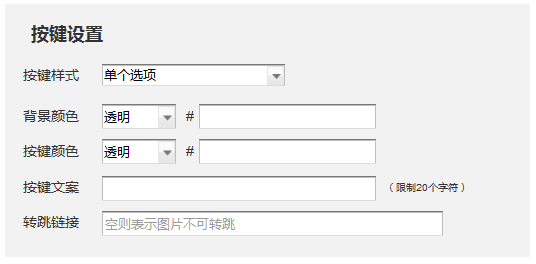 按键设置
按键样式 单个选项
背景颜色 透明 #
按键颜色 透明 #
按键文案 （限制20个字符）
转跳链接 空则表示图片不可转跳